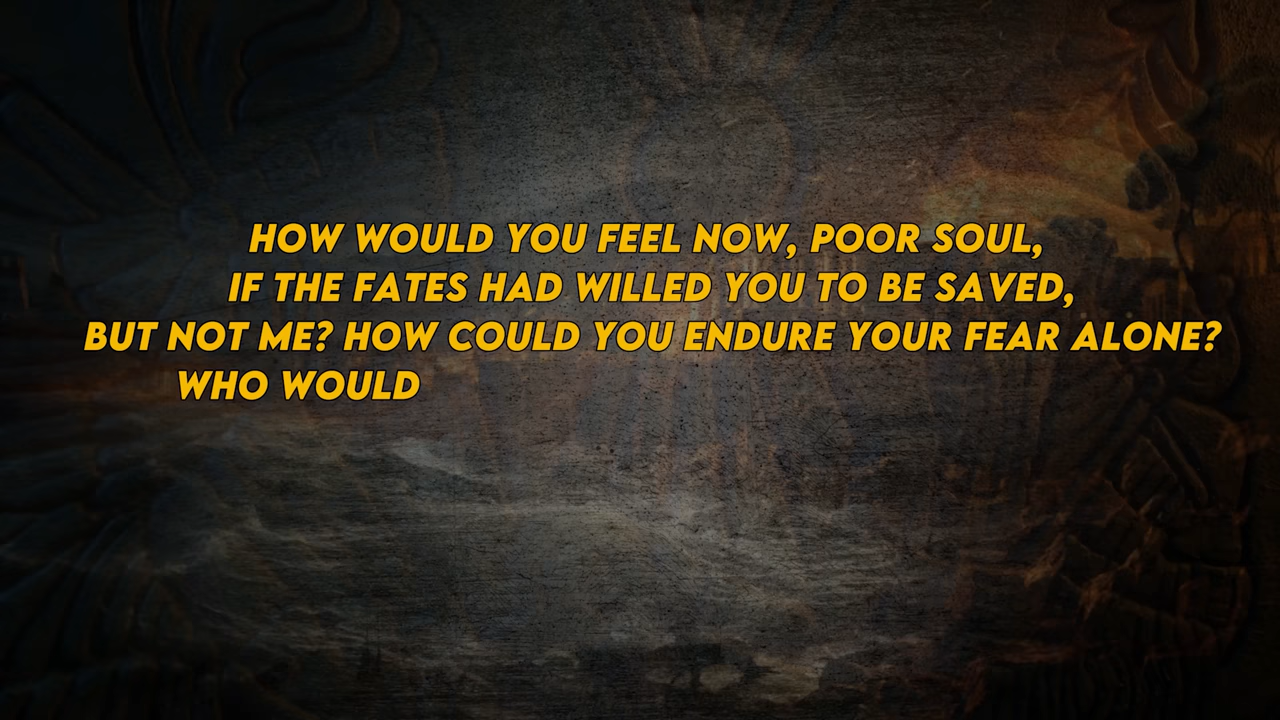 HOW WOULD YOU FEEL NOW, POOR SOUL,
IF THE FATES HAD WILLED YOU TO BE SAVED,
BUT NOT ME? HOW COULD YOU ENDURE YOUR FEAR ALONE?
WHO WOULD